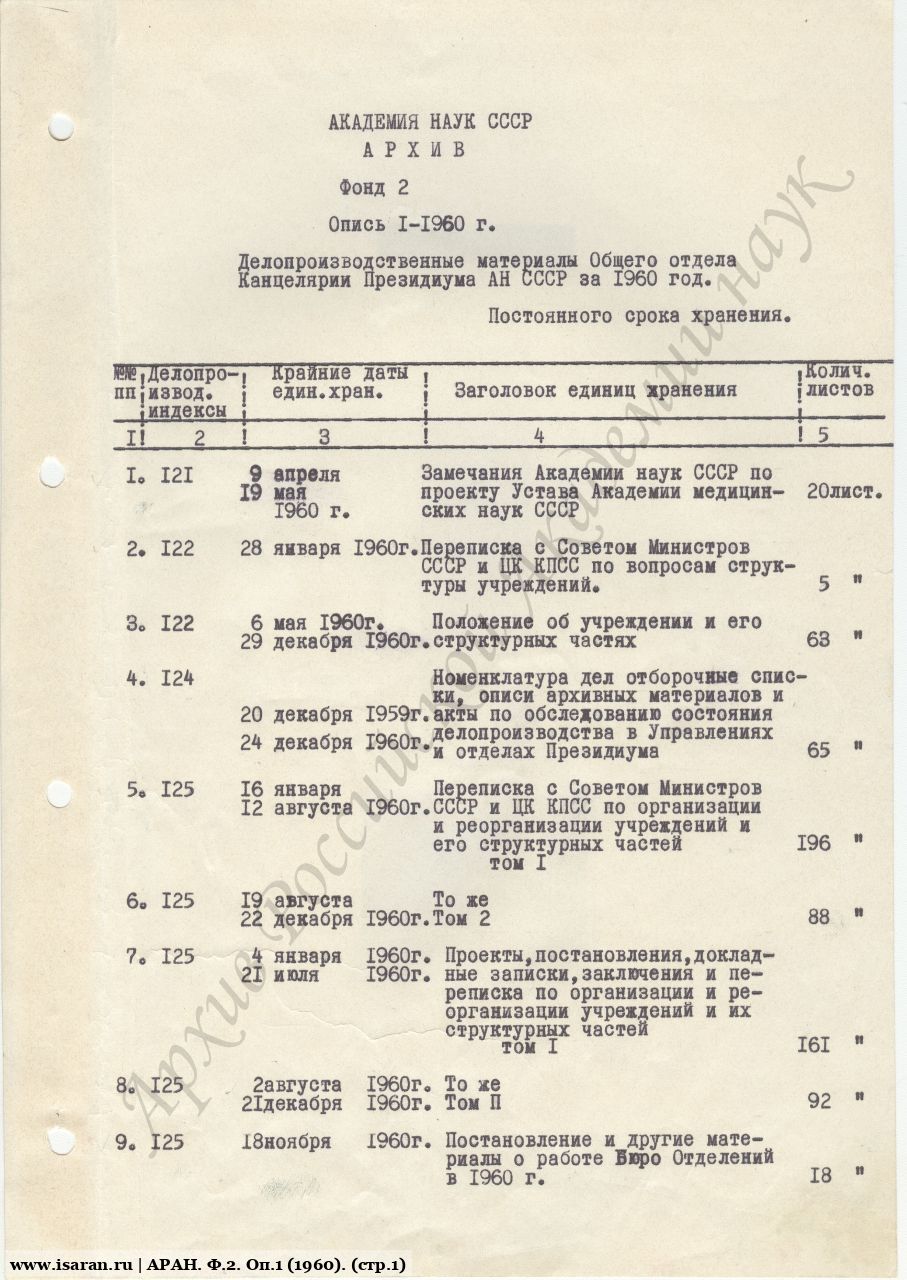 АКАДЕМИЯ НАУК СССР
А Р Х И В
Фонд 2
Опись I-I960 г.
Делопроизводственные материалы Общего отдела
Канцелярии Президиума АН СССР за I960 год.
Постоянного срока хранения.
№№ ! Делопро- ! Крайние даты ! Заголовок единиц хранения ! Колич.
пп ! извод. ! един.хран. ! ! листов
! индексы ! ! !
I! 2 ! 3 ! 4 ! 5
I. I2I 9 апреля Замечания Академии наук СССР по
I9 мая проекту Устава Академии медицин- 20лист.
I960 г. ских наук СССР
2. I22 28 января I960г. Переписка с Советом Министров
СССР и ЦК КПСС по вопросам струк-
туры учреждений. 5 "
3. I22 6 мая I960г. Положение об учреждении и его
29 декабря I960г. структурных частях 63 "
4. I24 Номенклатура дел отборочные спис-
ки, описи архивных материалов и
20 декабря I959г. акты по обследованию состояния
делопроизводства в Управлениях
24 декабря I960г. и отделах Президиума 65 "
5. I25 I6 января Переписка с Советом Министров
I2 августа I960г. СССР и ЦК КПСС по организации
и реорганизации учреждений и
его структурных частей I96 "
том I
6. I25 I9 августа То же
22 декабря I960г. Том 2 88 "
7. I25 4 января I960г. Проекты,постановления,доклад-
2I июля I960г. ные записки,заключения и пе-
реписка по организации и ре-
организации учреждений и их
структурных частей
том I I6I "
8. I25 2августа I960г. То же
2Iдекабря I960г. Том П 92 "
9. I25 I8ноября I960г. Постановление и другие мате-
риалы о работе Бюро Отделений
в I960 г. I8 "
Архив Российской Академии наук
www.isaran.ru | АРАН. Ф.2. Оп.1 (1960). (стр.1)